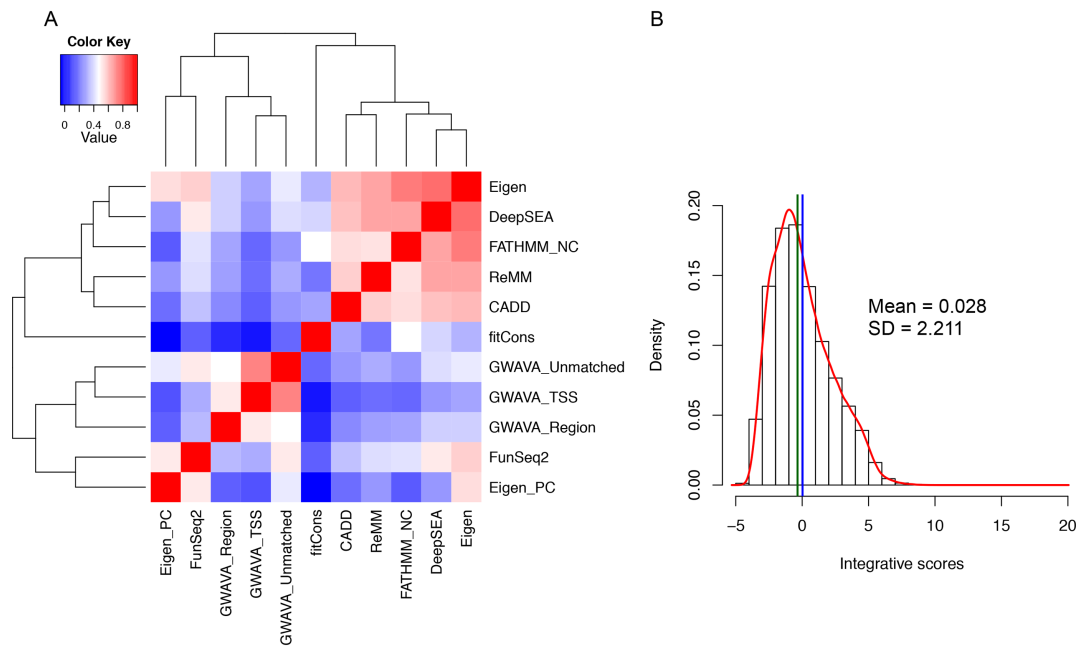 A
Color Key
0 0.4 0.8
Value
Eigen
DeepSEA
FATHMM_NC
ReMM
CADD
fitCons
GWAVA_Unmatched
GWAVA_TSS
GWAVA_Region
FunSeq2
Eigen_PC
Eigen_PC
FunSeq2
GWAVA_Region
GWAVA_TSS
GWAVA_Unmatched
fitCons
CADD
ReMM
FATHMM_NC
DeepSEA
Eigen
B
Density
0.20
0.15
0.10
0.05
0.00
Mean = 0.028
SD = 2.211
−5 0 5 10 15 20
Integrative scores